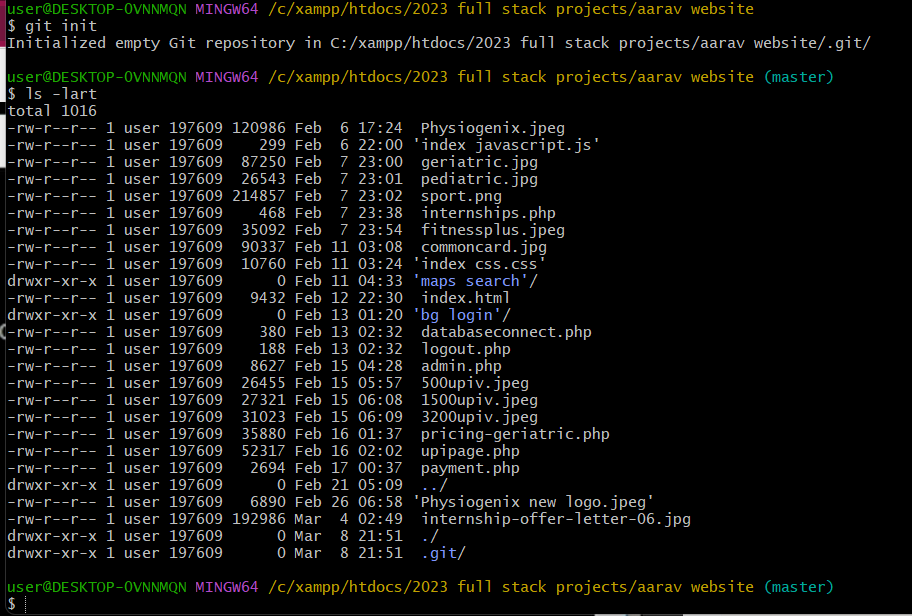 user@DESKTOP-OVNNMQN MINGW64 /c/xampp/htdocs/2023 full stack projects/aarav website
$ git init
Initialized empty Git repository in C:/xampp/htdocs/2023 full stack projects/aarav website/.git/

user@DESKTOP-OVNNMQN MINGW64 /c/xampp/htdocs/2023 full stack projects/aarav website (master)
$ ls -lart
total 1016
-rw-r--r-- 1 user 197609 120986 Feb  6 17:24  Physiogenix.jpeg
-rw-r--r-- 1 user 197609    299 Feb  6 22:00 'index javascript.js'
-rw-r--r-- 1 user 197609  87250 Feb  7 23:00  geriatric.jpg
-rw-r--r-- 1 user 197609  26543 Feb  7 23:01  pediatric.jpg
-rw-r--r-- 1 user 197609 214857 Feb  7 23:02  sport.png
-rw-r--r-- 1 user 197609    468 Feb  7 23:38  internships.php
-rw-r--r-- 1 user 197609  35092 Feb  7 23:54  fitnessplus.jpeg
-rw-r--r-- 1 user 197609  90337 Feb 11 03:08  commoncard.jpg
-rw-r--r-- 1 user 197609  10760 Feb 11 03:24 'index css.css'
drwxr-xr-x 1 user 197609      0 Feb 11 04:33 'maps search'/
-rw-r--r-- 1 user 197609   9432 Feb 12 22:30  index.html
drwxr-xr-x 1 user 197609      0 Feb 13 01:20 'bg login'/
-rw-r--r-- 1 user 197609    380 Feb 13 02:32  databaseconnect.php
-rw-r--r-- 1 user 197609    188 Feb 13 02:32  logout.php
-rw-r--r-- 1 user 197609   8627 Feb 15 04:28  admin.php
-rw-r--r-- 1 user 197609  26455 Feb 15 05:57  500upiv.jpeg
-rw-r--r-- 1 user 197609  27321 Feb 15 06:08  1500upiv.jpeg
-rw-r--r-- 1 user 197609  31023 Feb 15 06:09  3200upiv.jpeg
-rw-r--r-- 1 user 197609  35880 Feb 16 01:37  pricing-geriatric.php
-rw-r--r-- 1 user 197609  52317 Feb 16 02:02  upipage.php
-rw-r--r-- 1 user 197609   2694 Feb 17 00:37  payment.php
drwxr-xr-x 1 user 197609      0 Feb 21 05:09  ../
-rw-r--r-- 1 user 197609   6890 Feb 26 06:58 'Physiogenix new logo.jpeg'
-rw-r--r-- 1 user 197609 192986 Mar  4 02:49  internship-offer-letter-06.jpg
drwxr-xr-x 1 user 197609      0 Mar  8 21:51  ./
drwxr-xr-x 1 user 197609      0 Mar  8 21:51  .git/

user@DESKTOP-OVNNMQN MINGW64 /c/xampp/htdocs/2023 full stack projects/aarav website (master)
$